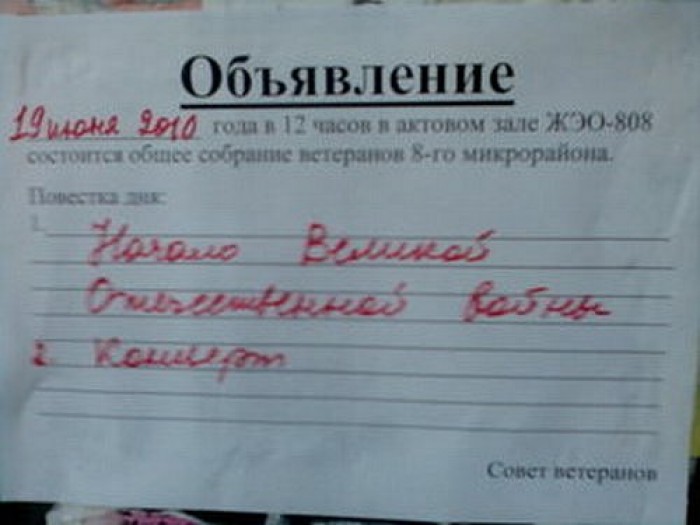 Объявление
19 июня 2010 года в 12 часов в актовом зале ЖЭО-808
состоится общее собрание ветеранов 8-го микрорайона.
Повестка дня:
1.
Начало Великой
Отечественной войны
2. Концерт
Совет ветеранов